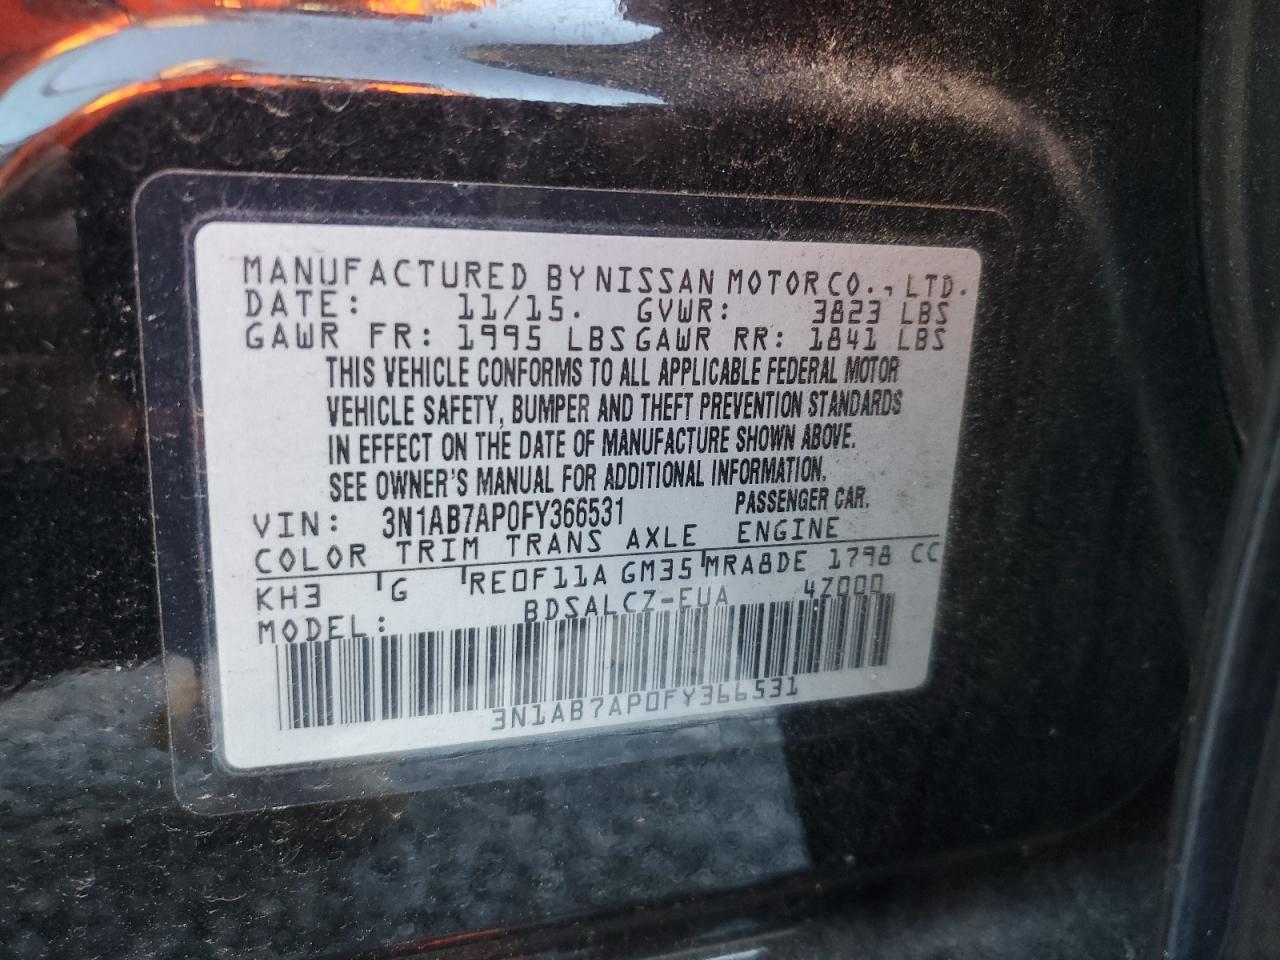 MANUFACTURED BY NISSAN MOTOR CO., LTD.
DATE: 11/15. GVWR: 3823 LBS
GAWR FR: 1995 LBS GAWR RR: 1841 LBS
THIS VEHICLE CONFORMS TO ALL APPLICABLE FEDERAL MOTOR
VEHICLE SAFETY, BUMPER AND THEFT PREVENTION STANDARDS
IN EFFECT ON THE DATE OF MANUFACTURE SHOWN ABOVE.
SEE OWNER'S MANUAL FOR ADDITIONAL INFORMATION.
VIN: 3N1AB7AP0FY366531 PASSENGER CAR.
COLOR TRIM TRANS AXLE ENGINE
KH3 G RE0F11A GM35 MRA8DE 1798 CC
MODEL: BDSALCZ-EUA 4Z000
3N1AB7AP0FY366531